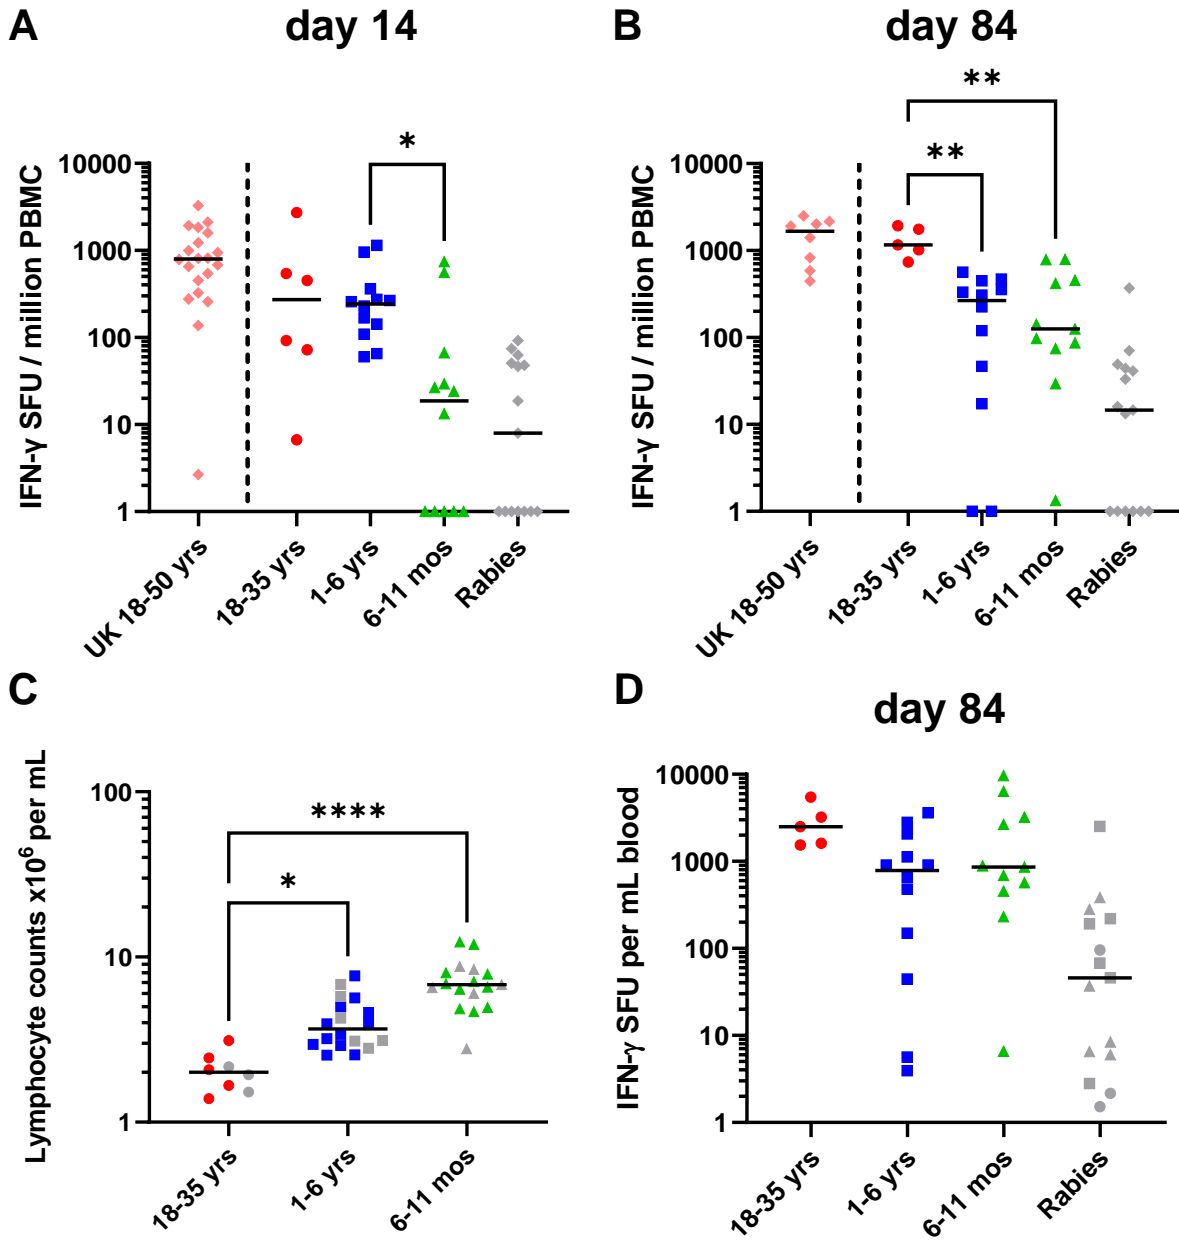 A
day 14
IFN-γ SFU / million PBMC
10000
1000
100
10
1
*
UK 18-50 yrs
18-35 yrs
1-6 yrs
6-11 mos
Rabies
B
day 84
IFN-γ SFU / million PBMC
10000
1000
100
10
1
**
**
UK 18-50 yrs
18-35 yrs
1-6 yrs
6-11 mos
Rabies
C
Lymphocyte counts x10⁶ per mL
100
10
1
****
*
18-35 yrs
1-6 yrs
6-11 mos
D
day 84
IFN-γ SFU per mL blood
10000
1000
100
10
1
18-35 yrs
1-6 yrs
6-11 mos
Rabies